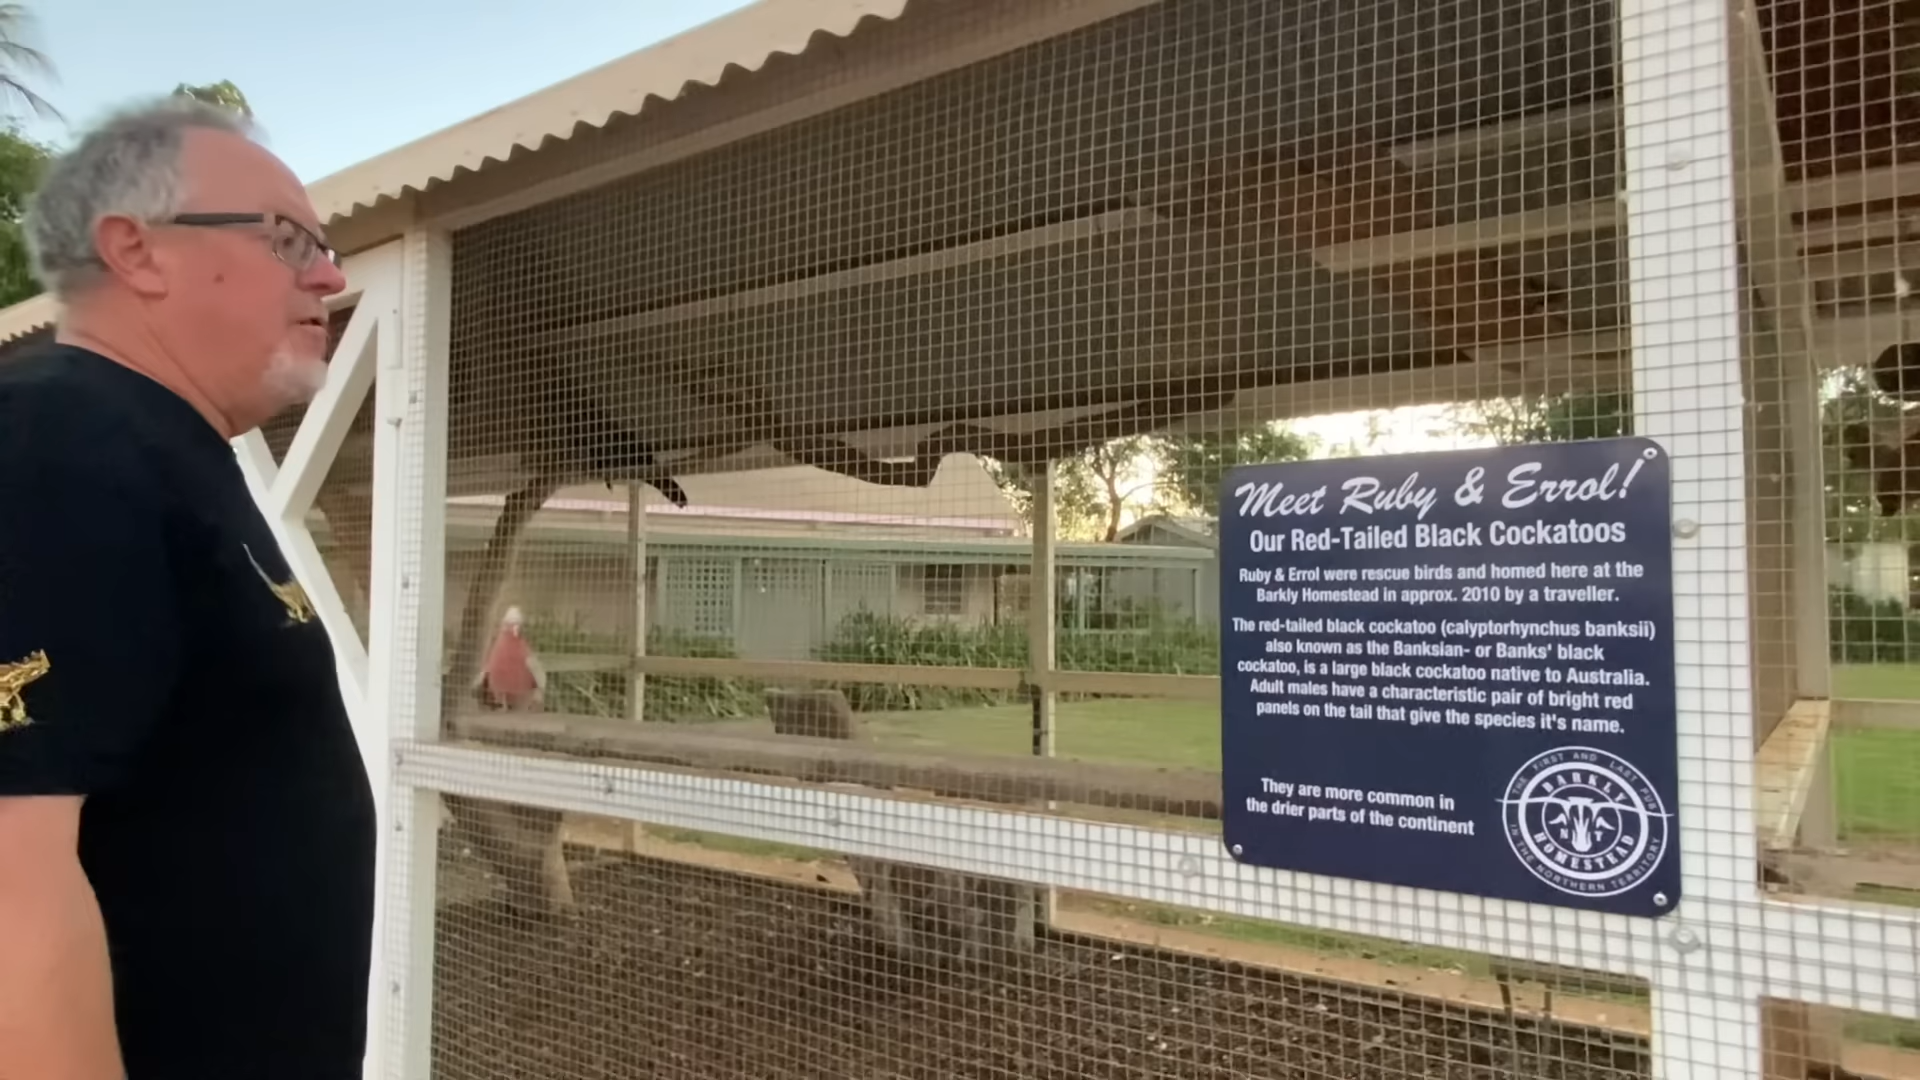 Meet Ruby & Errol!
Our Red-Tailed Black Cockatoos
Ruby & Errol were rescue birds and homed here at the
Barkly Homestead in approx. 2010 by a traveller.
The red-tailed black cockatoo (calyptorhynchus banksii)
also known as the Banksian- or Banks' black
cockatoo, is a large black cockatoo native to Australia.
Adult males have a characteristic pair of bright red
panels on the tail that give the species it's name.
They are more common in
the drier parts of the continent
THE FIRST AND LAST PUB
BARKLY
NT
HOMESTEAD
IN THE NORTHERN TERRITORY